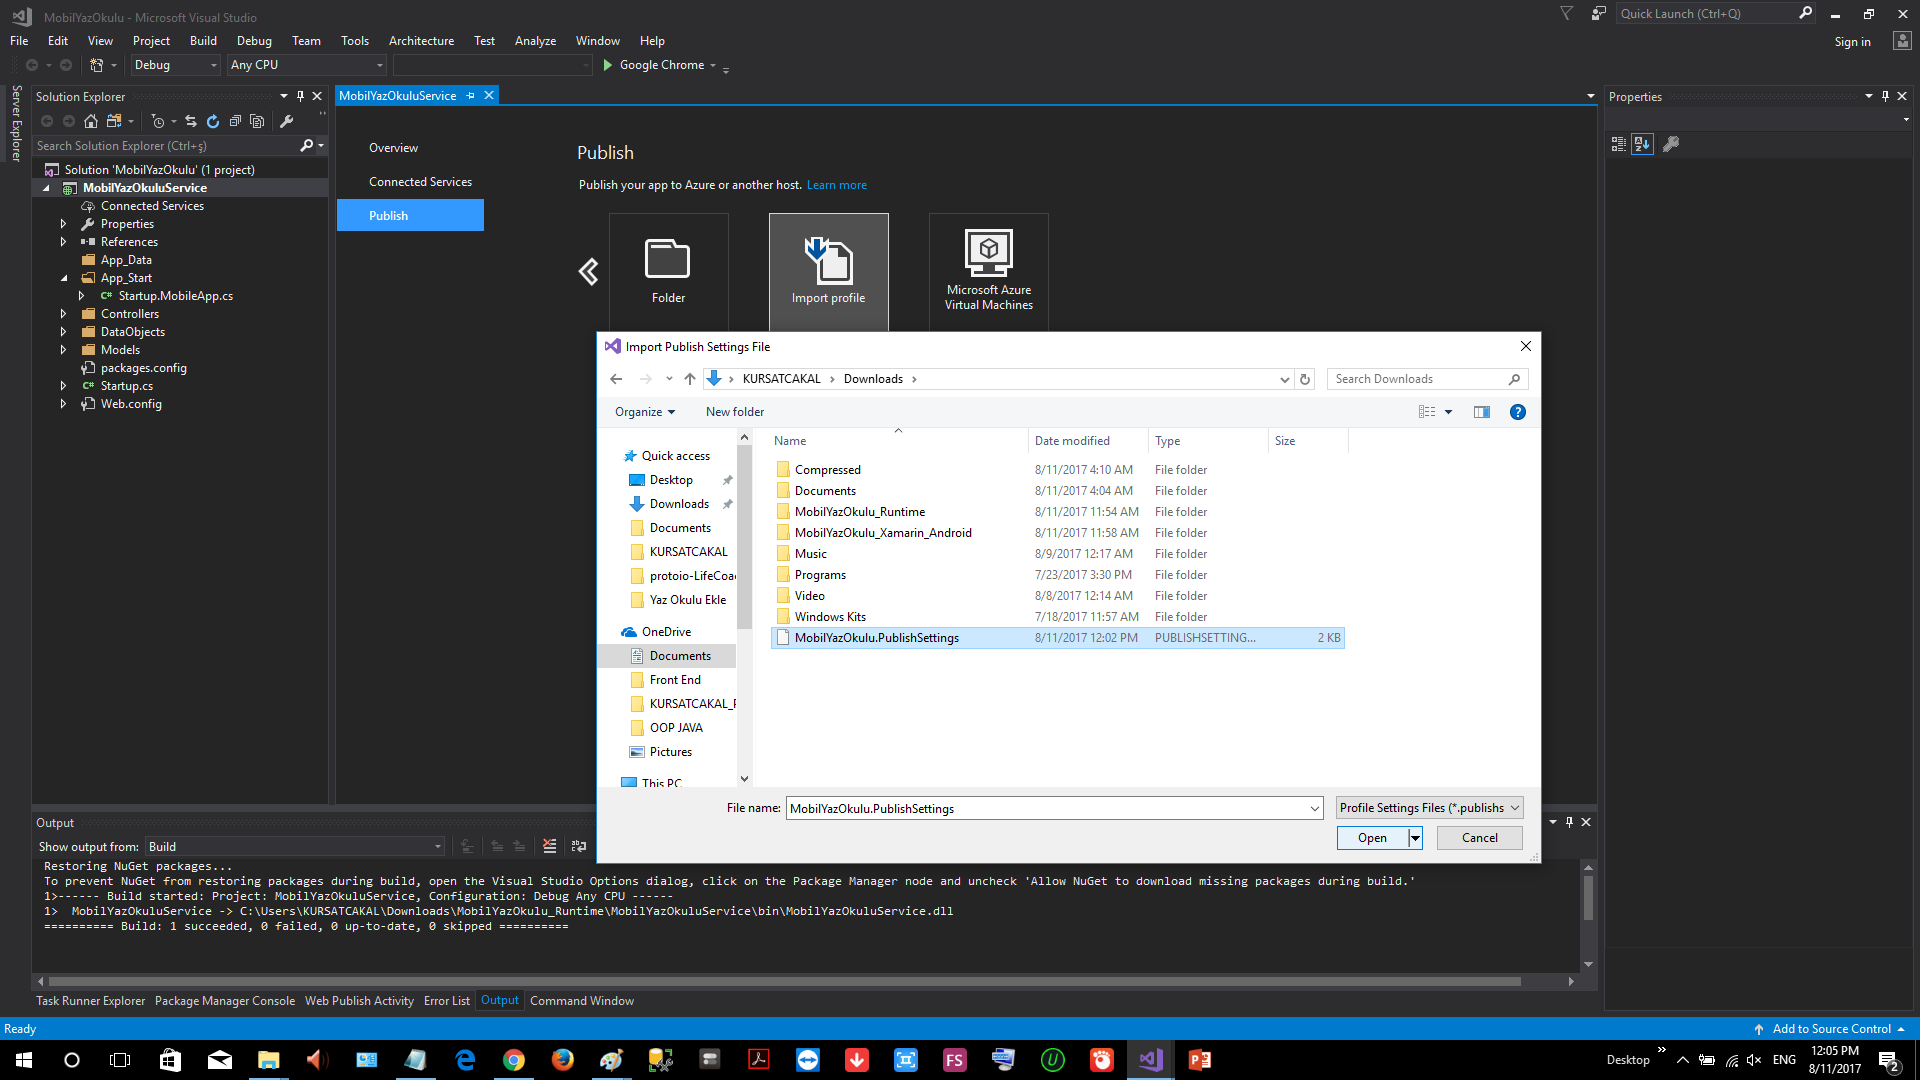 MobilYazOkulu - Microsoft Visual Studio
Quick Launch (Ctrl+Q)
File Edit View Project Build Debug Team Tools Architecture Test Analyze Window Help
Sign in
Debug Any CPU Google Chrome
Server Explorer
Solution Explorer
Search Solution Explorer (Ctrl+ş)
Solution 'MobilYazOkulu' (1 project)
MobilYazOkuluService
Connected Services
Properties
References
App_Data
App_Start
C# Startup.MobileApp.cs
Controllers
DataObjects
Models
packages.config
C# Startup.cs
Web.config
MobilYazOkuluService
Overview
Connected Services
Publish
Publish
Publish your app to Azure or another host. Learn more
Folder
Import profile
Microsoft Azure
Virtual Machines
Properties
Import Publish Settings File
KURSATCAKAL Downloads
Search Downloads
Organize New folder
Quick access
Desktop
Downloads
Documents
KURSATCAKAL
protoio-LifeCoa
Yaz Okulu Ekle
OneDrive
Documents
Front End
KURSATCAKAL_F
OOP JAVA
Pictures
This PC
Name Date modified Type Size
Compressed 8/11/2017 4:10 AM File folder
Documents 8/11/2017 4:04 AM File folder
MobilYazOkulu_Runtime 8/11/2017 11:54 AM File folder
MobilYazOkulu_Xamarin_Android 8/11/2017 11:58 AM File folder
Music 8/9/2017 12:17 AM File folder
Programs 7/23/2017 3:30 PM File folder
Video 8/8/2017 12:14 AM File folder
Windows Kits 7/18/2017 11:57 AM File folder
MobilYazOkulu.PublishSettings 8/11/2017 12:02 PM PUBLISHSETTING... 2 KB
File name: MobilYazOkulu.PublishSettings
Profile Settings Files (*.publishs
Open Cancel
Output
Show output from: Build
Restoring NuGet packages...
To prevent NuGet from restoring packages during build, open the Visual Studio Options dialog, click on the Package Manager node and uncheck 'Allow NuGet to download missing packages during build.'
1>------ Build started: Project: MobilYazOkuluService, Configuration: Debug Any CPU ------
1>  MobilYazOkuluService -> C:\Users\KURSATCAKAL\Downloads\MobilYazOkulu_Runtime\MobilYazOkuluService\bin\MobilYazOkuluService.dll
========== Build: 1 succeeded, 0 failed, 0 up-to-date, 0 skipped ==========
Task Runner Explorer Package Manager Console Web Publish Activity Error List Output Command Window
Ready
Add to Source Control
FS
Desktop
ENG
12:05 PM
8/11/2017
2